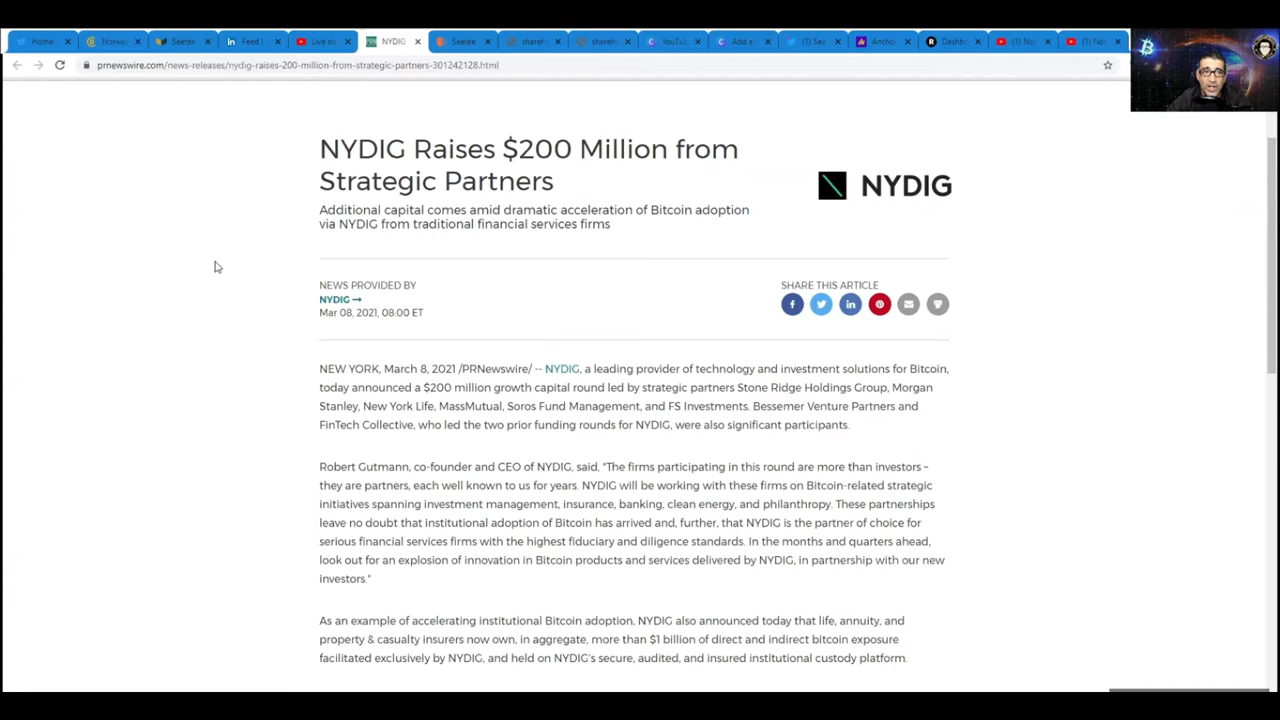 Home
Norwe
Seetee
Feed |
Live st
NYDIG
Seetee
shareh
shareh
YouTu
Add a
(1) No
(1) No
Dashbo
Ancho
prnewswire.com/news-releases/nydig-raises-200-million-from-strategic-partners-301242128.html
NYDIG Raises $200 Million from
Strategic Partners
NYDIG
Additional capital comes amid dramatic acceleration of Bitcoin adoption
via NYDIG from traditional financial services firms
NEWS PROVIDED BY
NYDIG
Mar 08, 2021, 08:00 ET
SHARE THIS ARTICLE
NEW YORK, March 8, 2021 /PRNewswire/ -- NYDIG, a leading provider of technology and investment solutions for Bitcoin,
today announced a $200 million growth capital round led by strategic partners Stone Ridge Holdings Group, Morgan
Stanley, New York Life, MassMutual, Soros Fund Management, and FS Investments. Bessemer Venture Partners and
FinTech Collective, who led the two prior funding rounds for NYDIG, were also significant participants.
Robert Gutmann, co-founder and CEO of NYDIG, said, "The firms participating in this round are more than investors –
they are partners, each well known to us for years. NYDIG will be working with these firms on Bitcoin-related strategic
initiatives spanning investment management, insurance, banking, clean energy, and philanthropy. These partnerships
leave no doubt that institutional adoption of Bitcoin has arrived and, further, that NYDIG is the partner of choice for
serious financial services firms with the highest fiduciary and diligence standards. In the months and quarters ahead,
look out for an explosion of innovation in Bitcoin products and services delivered by NYDIG, in partnership with our new
investors."
As an example of accelerating institutional Bitcoin adoption, NYDIG also announced today that life, annuity, and
property & casualty insurers now own, in aggregate, more than $1 billion of direct and indirect bitcoin exposure
facilitated exclusively by NYDIG, and held on NYDIG's secure, audited, and insured institutional custody platform.